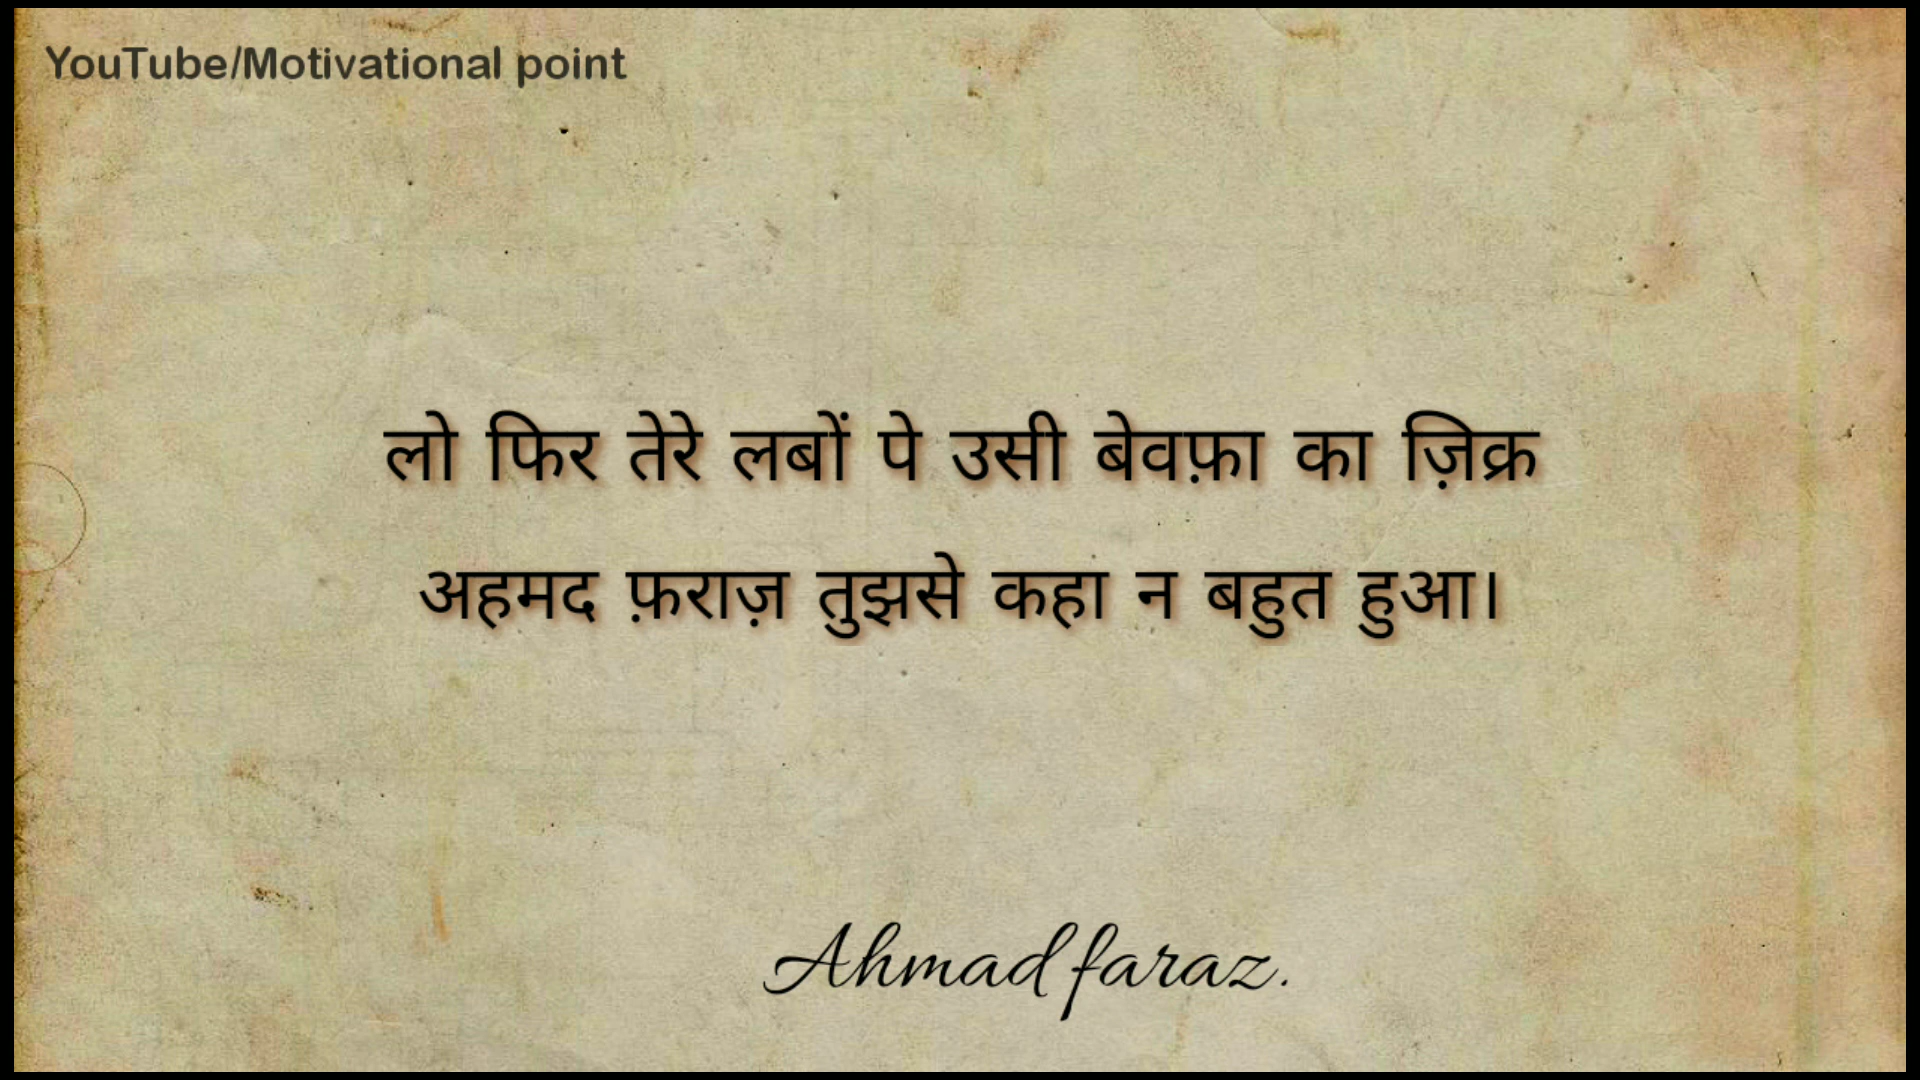 YouTube/Motivational point
लो फिर तेरे लबों पे उसी बेवफ़ा का ज़िक्र
अहमद फ़राज़ तुझसे कहा न बहुत हुआ।
Ahmad faraz.